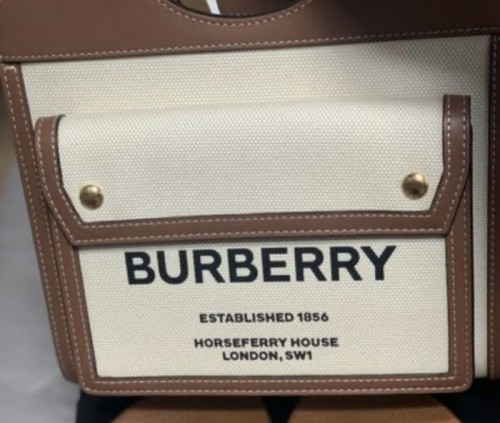 BURBERRY
ESTABLISHED 1856
HORSEFERRY HOUSE
LONDON, SW1